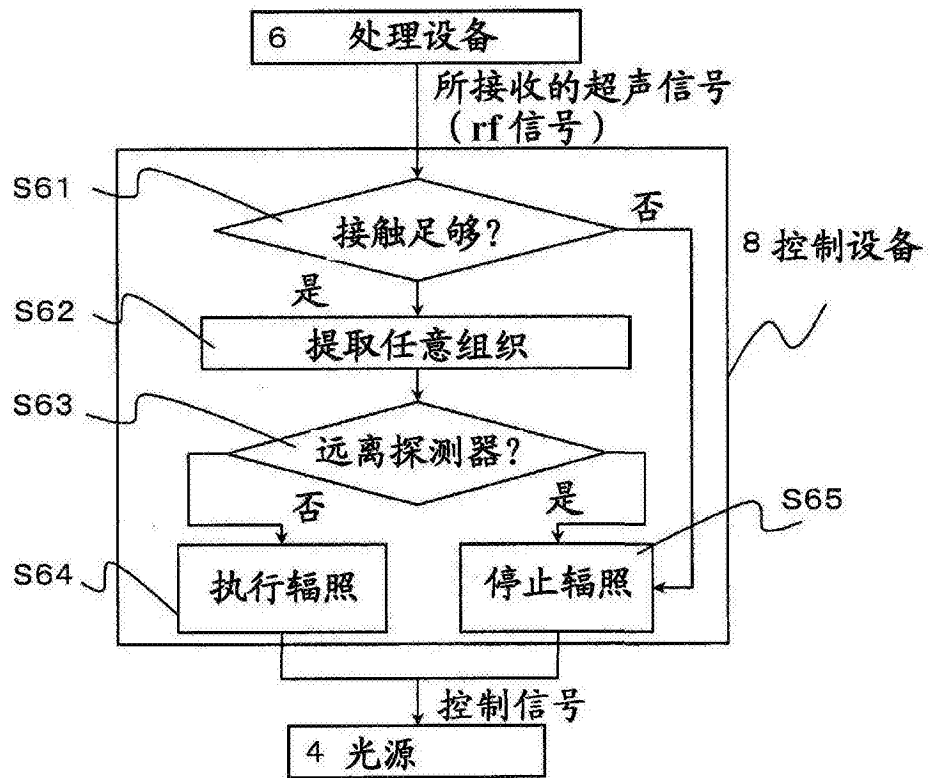 6 处理设备
所接收的超声信号
（rf信号）
S61
接触足够？
否
8 控制设备
是
S62
提取任意组织
S63
远离探测器？
否
是
S65
S64
执行辐照
停止辐照
控制信号
4 光源